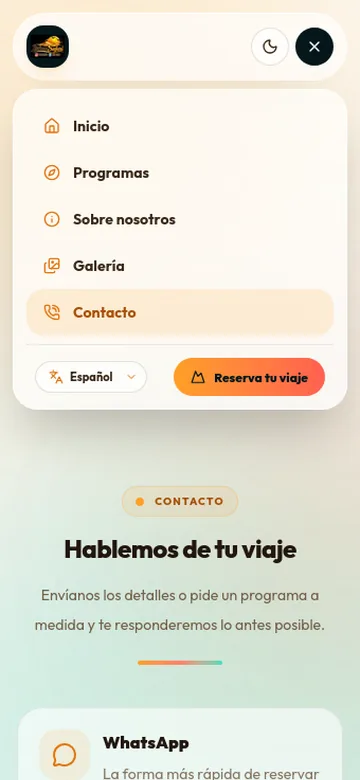 Inicio
Programas
Sobre nosotros
Galería
Contacto
Español
Reserva tu viaje
CONTACTO
Hablemos de tu viaje
Envíanos los detalles o pide un programa a
medida y te responderemos lo antes posible.
WhatsApp
La forma más rápida de reservar